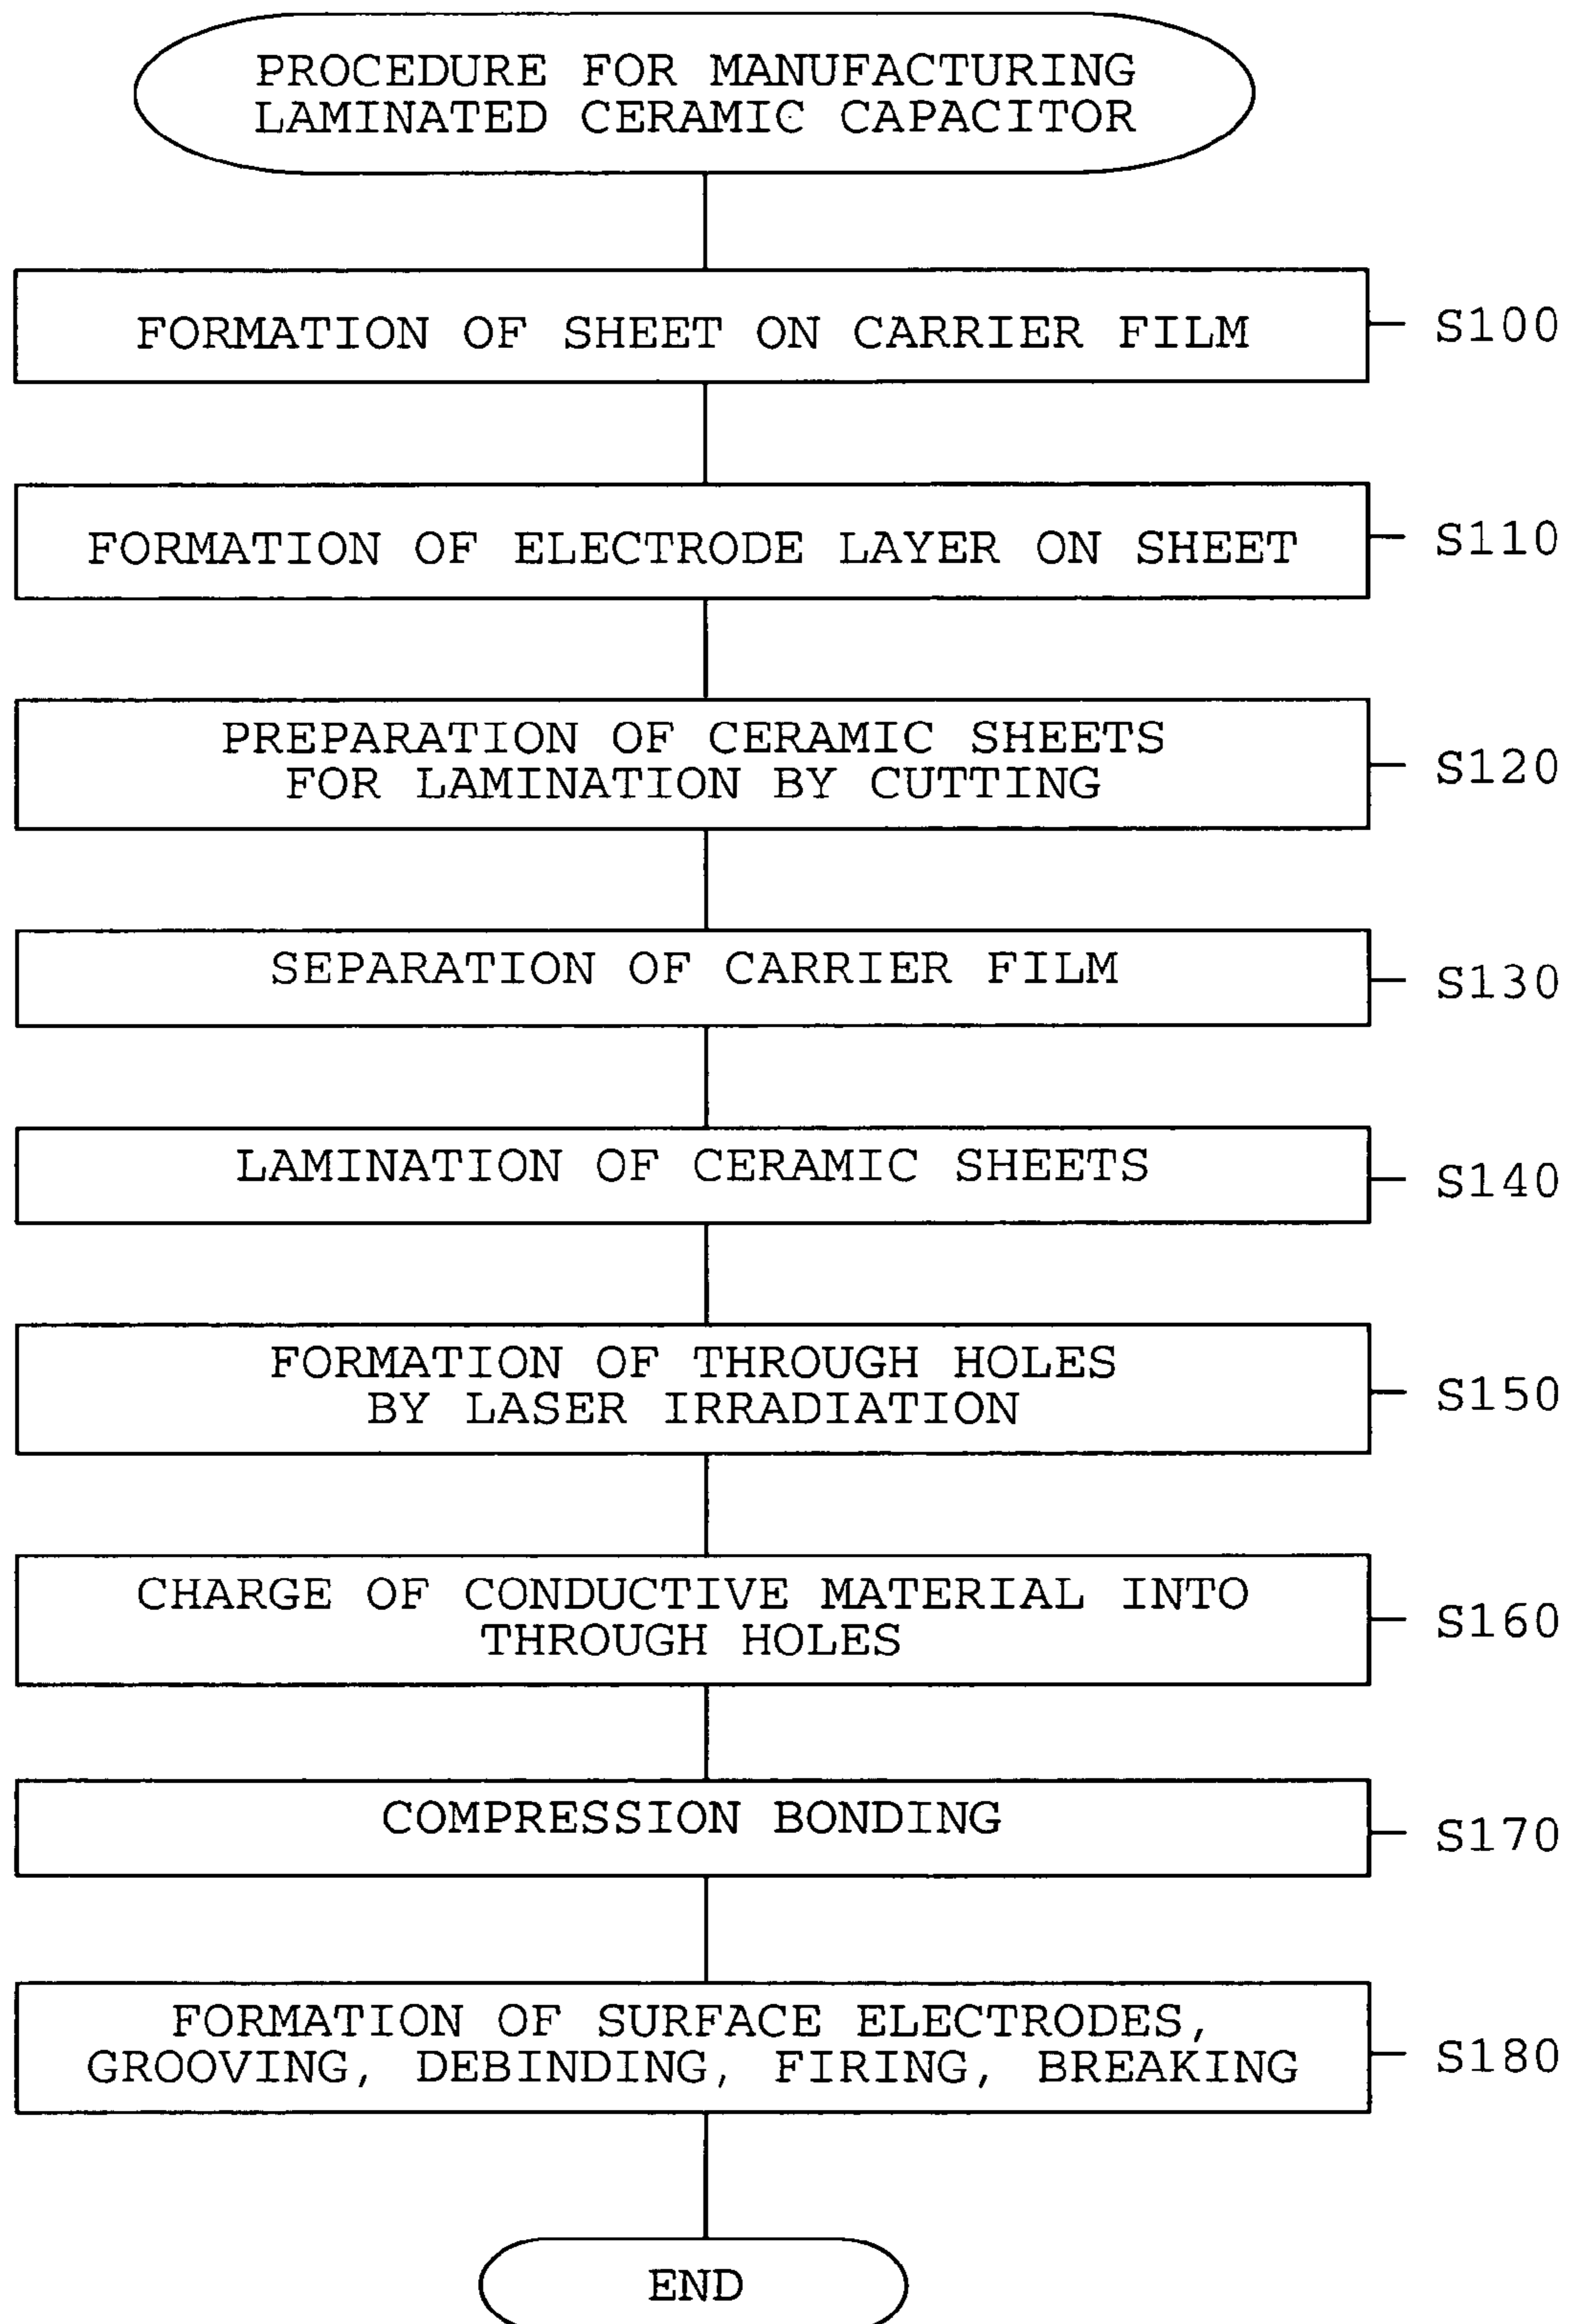 PROCEDURE FOR MANUFACTURING
LAMINATED CERAMIC CAPACITOR
FORMATION OF SHEET ON CARRIER FILM
S100
FORMATION OF ELECTRODE LAYER ON SHEET
S110
PREPARATION OF CERAMIC SHEETS
FOR LAMINATION BY CUTTING
S120
SEPARATION OF CARRIER FILM
S130
LAMINATION OF CERAMIC SHEETS
S140
FORMATION OF THROUGH HOLES
BY LASER IRRADIATION
S150
CHARGE OF CONDUCTIVE MATERIAL INTO
THROUGH HOLES
S160
COMPRESSION BONDING
S170
FORMATION OF SURFACE ELECTRODES,
GROOVING, DEBINDING, FIRING, BREAKING
S180
END